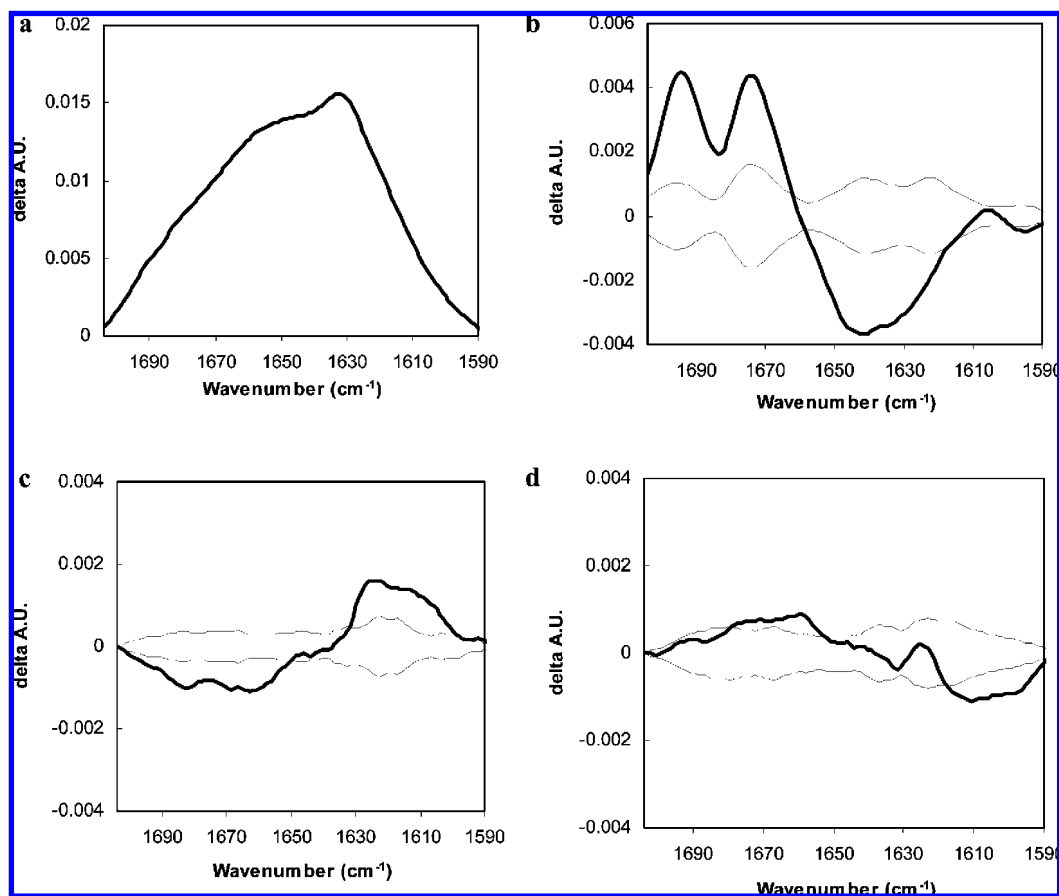 a
0.02
0.015
0.01
0.005
0
delta A.U.
1690 1670 1650 1630 1610 1590
Wavenumber (cm-1)
b
0.006
0.004
0.002
0
-0.002
-0.004
delta A.U.
1690 1670 1650 1630 1610 1590
Wavenumber (cm-1)
c
0.004
0.002
0
-0.002
-0.004
delta A.U.
1690 1670 1650 1630 1610 1590
Wavenumber (cm-1)
d
0.004
0.002
0
-0.002
-0.004
delta A.U.
1690 1670 1650 1630 1610 1590
Wavenumber (cm-1)